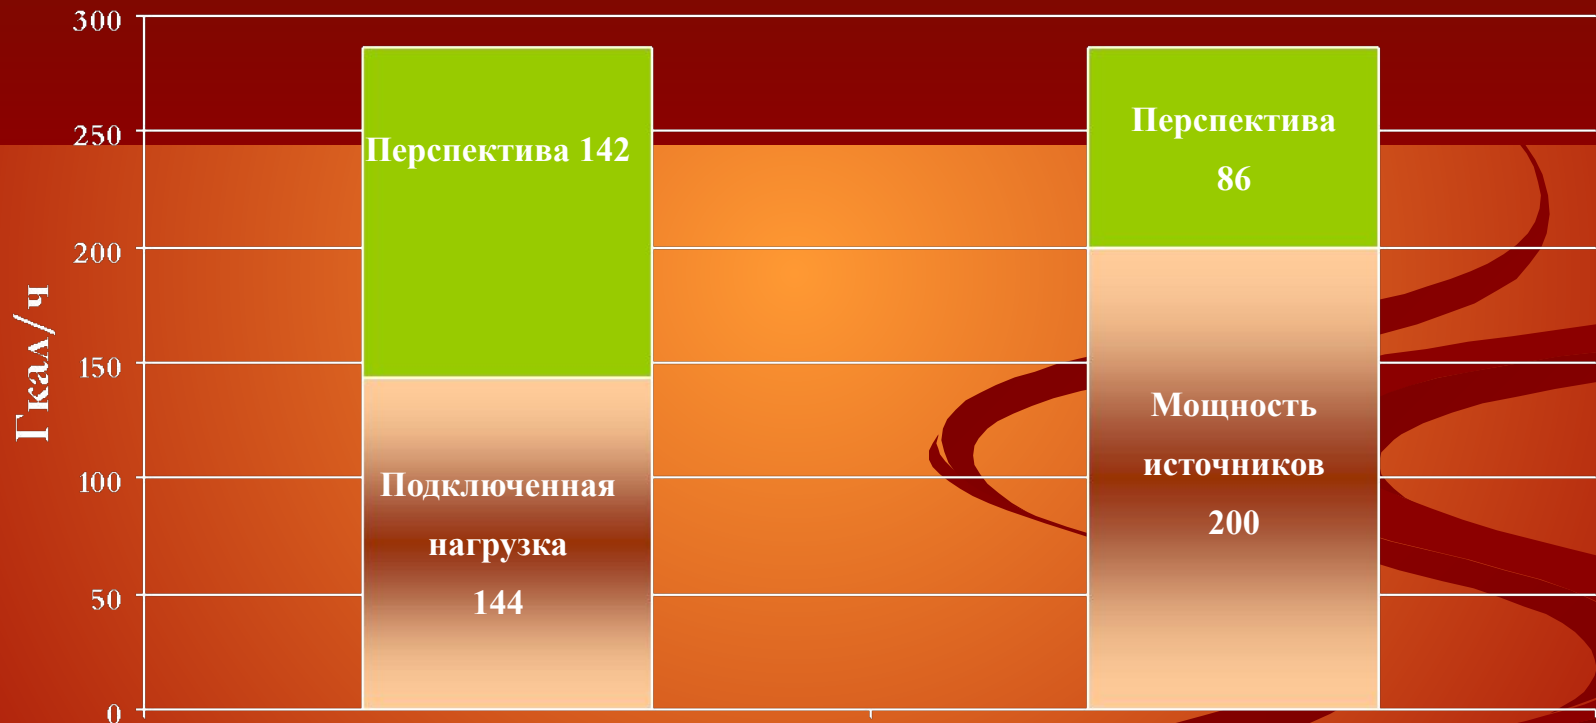 300
250
200
150
100
50
0
Гкал/ч
Перспектива 142
Подключенная
нагрузка
144
Перспектива
86
Мощность
источников
200